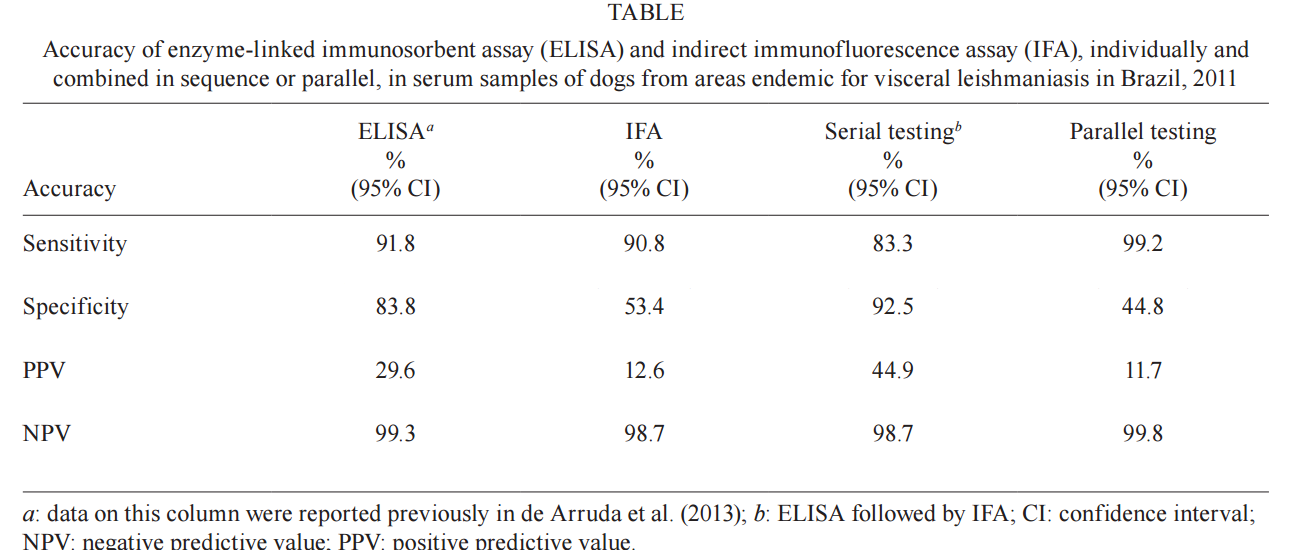 TABLE
Accuracy of enzyme-linked immunosorbent assay (ELISA) and indirect immunofluorescence assay (IFA), individually and
combined in sequence or parallel, in serum samples of dogs from areas endemic for visceral leishmaniasis in Brazil, 2011
Accuracy ELISAa % (95% CI) IFA % (95% CI) Serial testingb % (95% CI) Parallel testing % (95% CI)
Sensitivity 91.8 90.8 83.3 99.2
Specificity 83.8 53.4 92.5 44.8
PPV 29.6 12.6 44.9 11.7
NPV 99.3 98.7 98.7 99.8
a: data on this column were reported previously in de Arruda et al. (2013); b: ELISA followed by IFA; CI: confidence interval;
NPV: negative predictive value; PPV: positive predictive value.